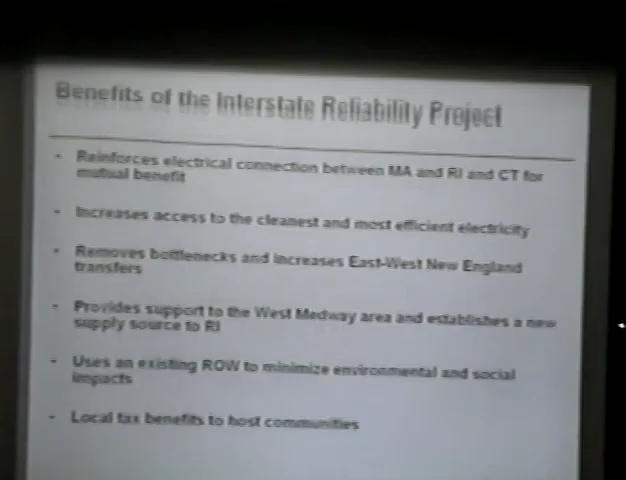 Benefits of the Interstate Reliability Project
- Reinforces electrical connection between MA and RI and CT for
mutual benefit
- Increases access to the cleanest and most efficient electricity
- Removes bottlenecks and increases East-West New England
transfers
- Provides support to the West Medway area and establishes a new
supply source to RI
- Uses an existing ROW to minimize environmental and social
impacts
- Local tax benefits to host communities